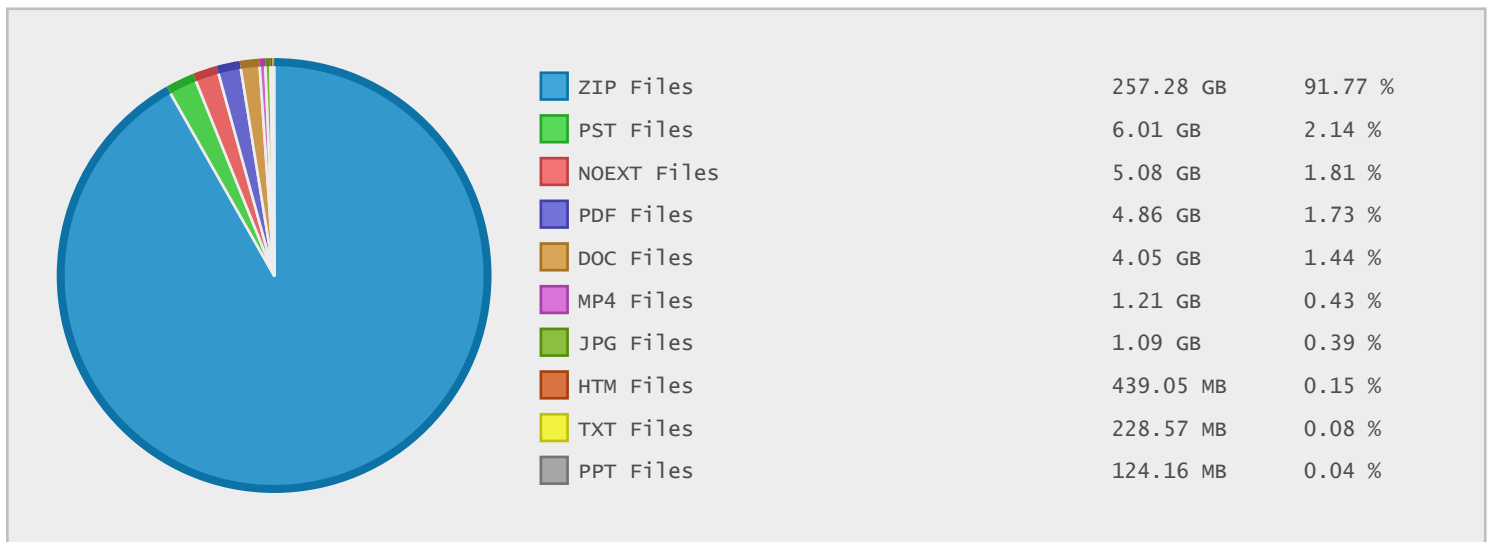 ZIP Files 257.28 GB 91.77 %
PST Files 6.01 GB 2.14 %
NOEXT Files 5.08 GB 1.81 %
PDF Files 4.86 GB 1.73 %
DOC Files 4.05 GB 1.44 %
MP4 Files 1.21 GB 0.43 %
JPG Files 1.09 GB 0.39 %
HTM Files 439.05 MB 0.15 %
TXT Files 228.57 MB 0.08 %
PPT Files 124.16 MB 0.04 %